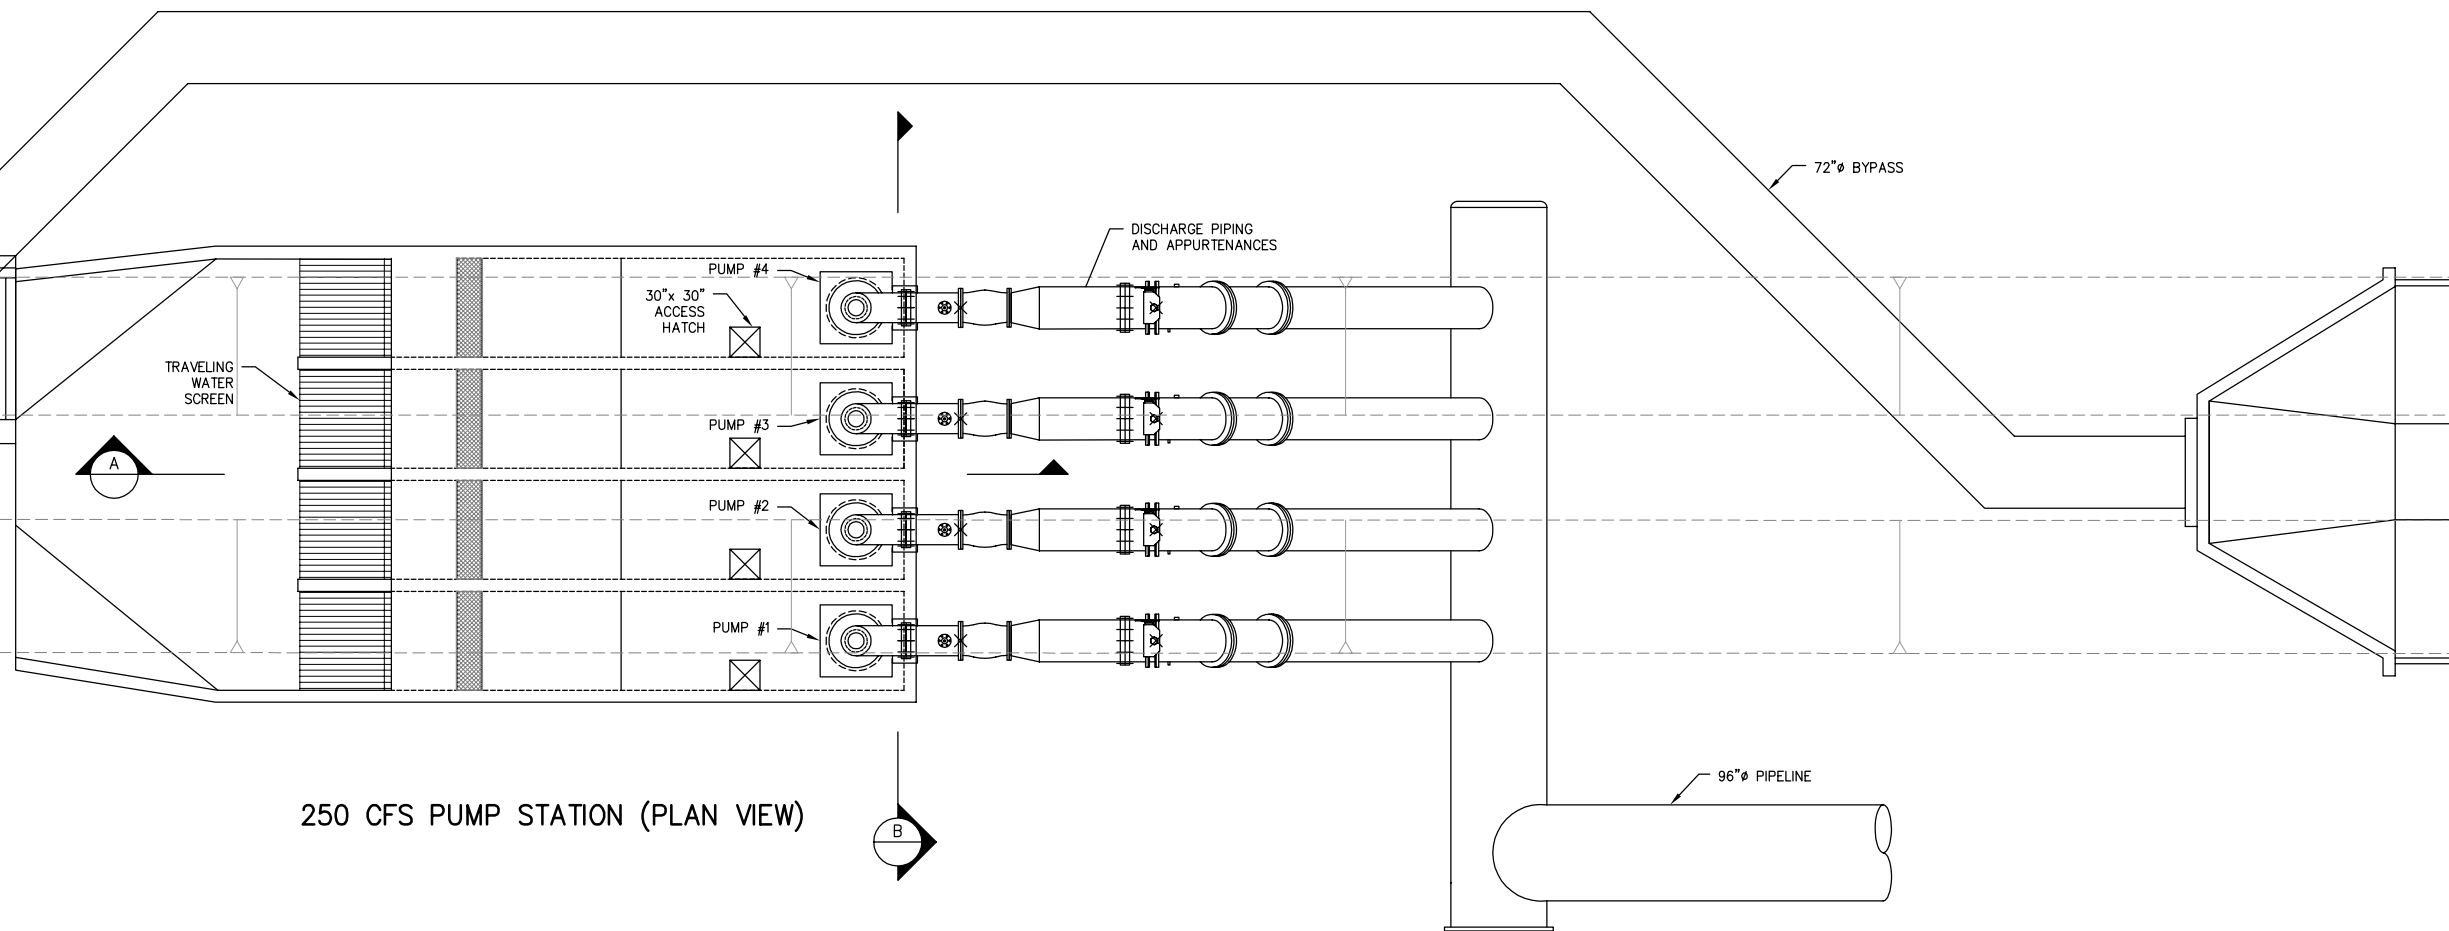 72"ø BYPASS
DISCHARGE PIPING
AND APPURTENANCES
PUMP #4
30"x 30"
ACCESS
HATCH
TRAVELING
WATER
SCREEN
PUMP #3
A
PUMP #2
PUMP #1
96"ø PIPELINE
250 CFS PUMP STATION (PLAN VIEW)
B